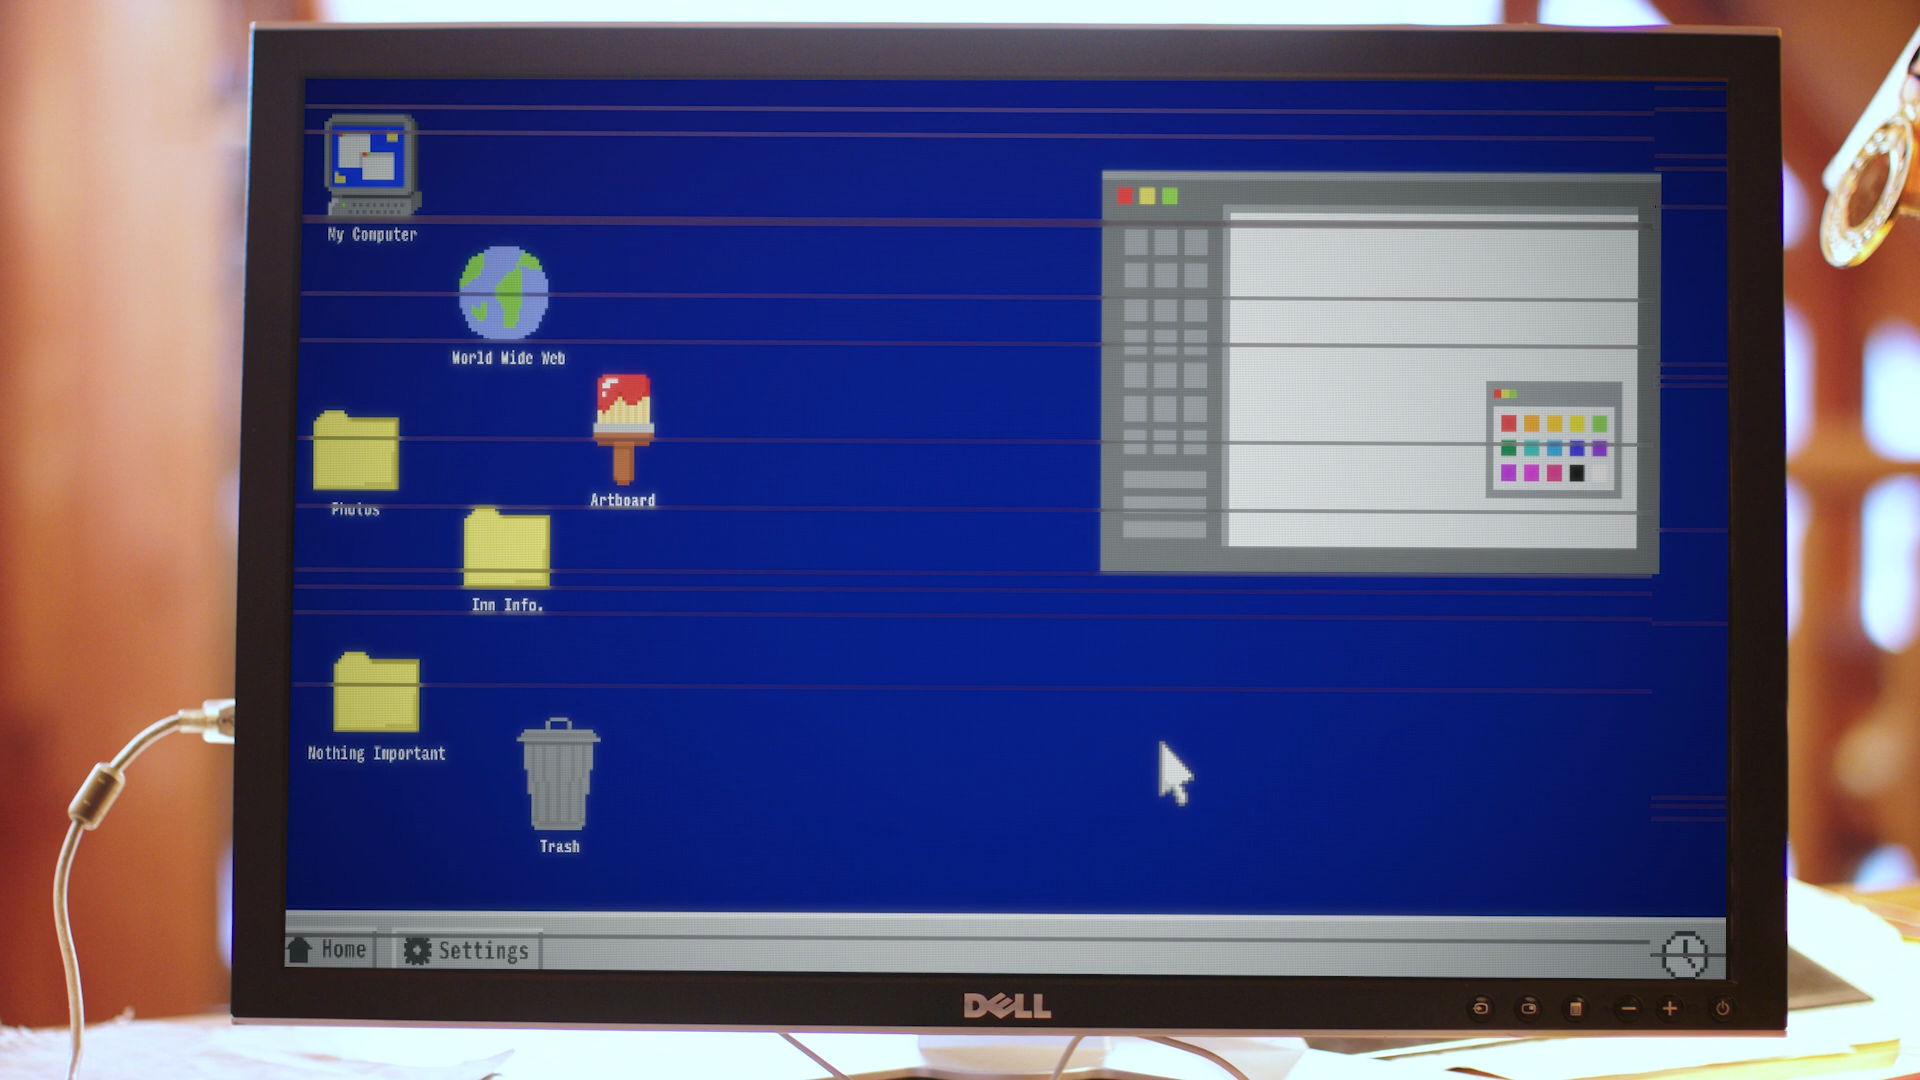 My Computer
World Wide Web
Artboard
Photos
Inn Info.
Nothing Important
Trash
Home
Settings
DELL